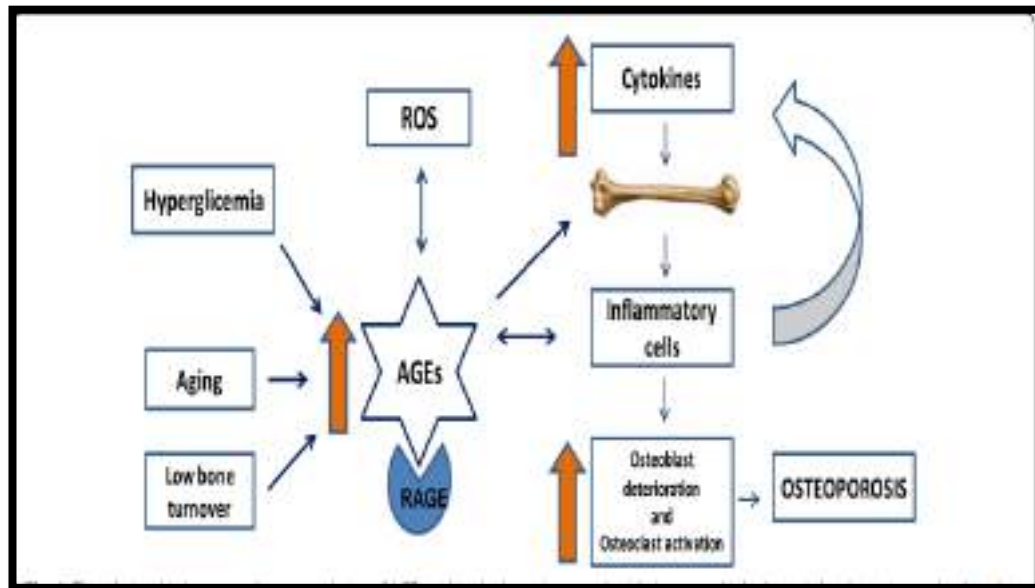 Cytokines
ROS
Hyperglicemia
Inflammatory
cells
AGEs
Aging
RAGE
Low bone
turnover
Osteoblast
deterioration
and
Osteoclast activation
OSTEOPOROSIS